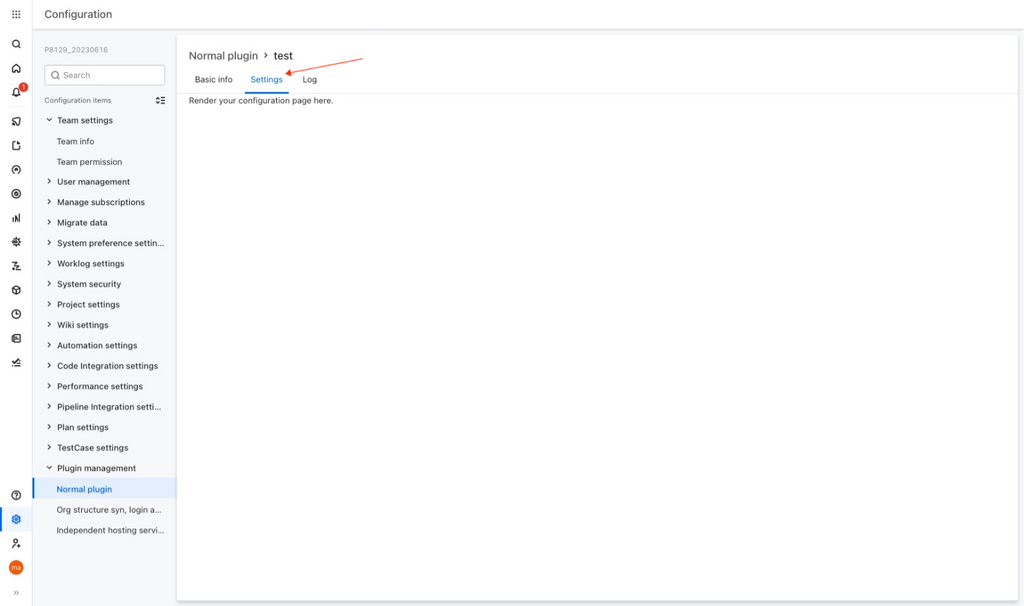 Configuration
P8129_20230616
Search
Configuration items
Team settings
Team info
Team permission
User management
Manage subscriptions
Migrate data
System preference settin...
Worklog settings
System security
Project settings
Wiki settings
Automation settings
Code Integration settings
Performance settings
Pipeline Integration setti...
Plan settings
TestCase settings
Plugin management
Normal plugin
Org structure syn, login a...
Independent hosting servi...
1
ma
Normal plugin > test
Basic info Settings Log
Render your configuration page here.